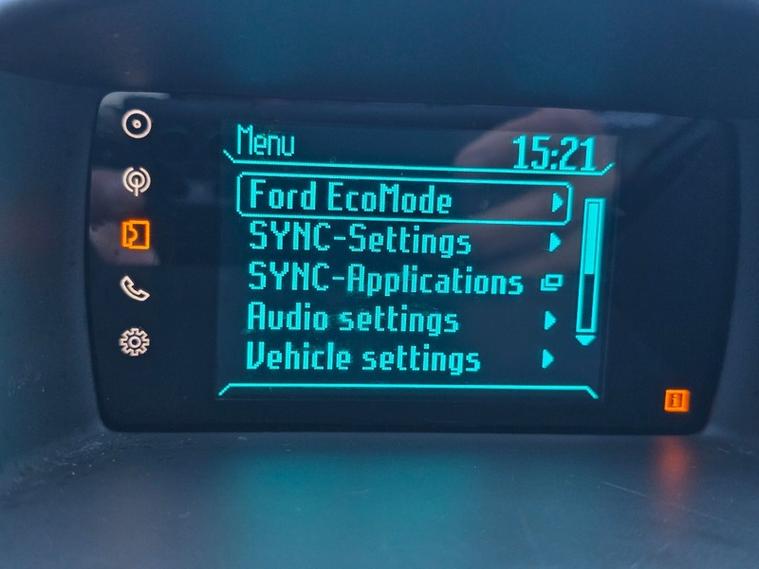 Menu 15:21
Ford EcoMode
SYNC-Settings
SYNC-Applications
Audio settings
Vehicle settings
i